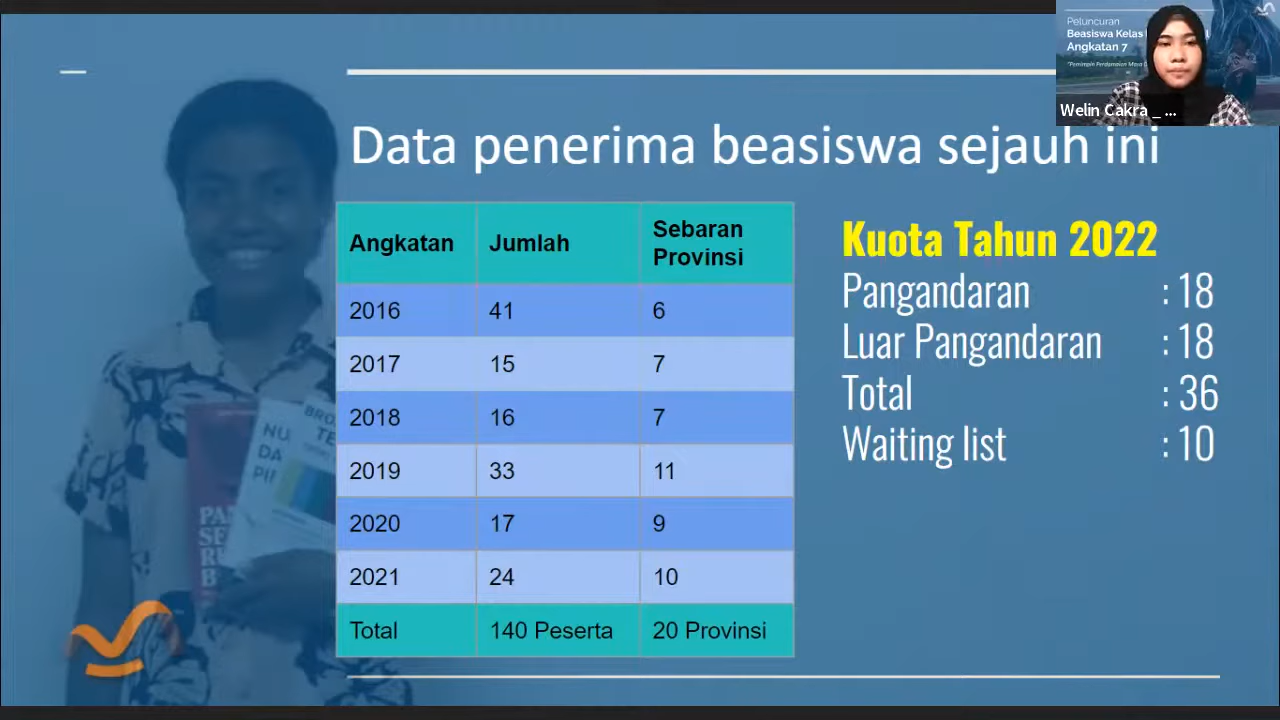 Peluncuran
Beasiswa Kelas
Angkatan 7
Welin Cakra _ ...
Data penerima beasiswa sejauh ini
Angkatan Jumlah Sebaran Provinsi
2016 41 6
2017 15 7
2018 16 7
2019 33 11
2020 17 9
2021 24 10
Total 140 Peserta 20 Provinsi
Kuota Tahun 2022
Pangandaran : 18
Luar Pangandaran : 18
Total : 36
Waiting list : 10